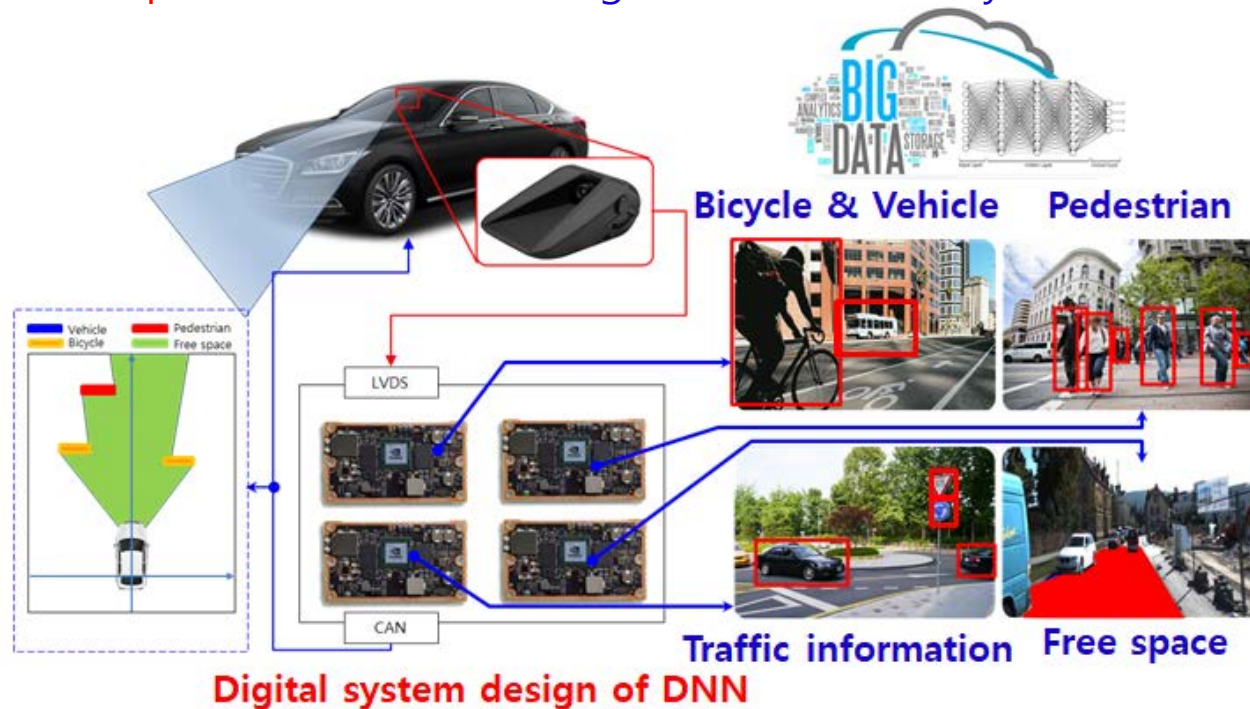 BIG
DATA
ANALYTICS
STORAGE
Bicycle & Vehicle
Pedestrian
Vehicle
Pedestrian
Bicycle
Free space
LVDS
CAN
Traffic information
Free space
Digital system design of DNN